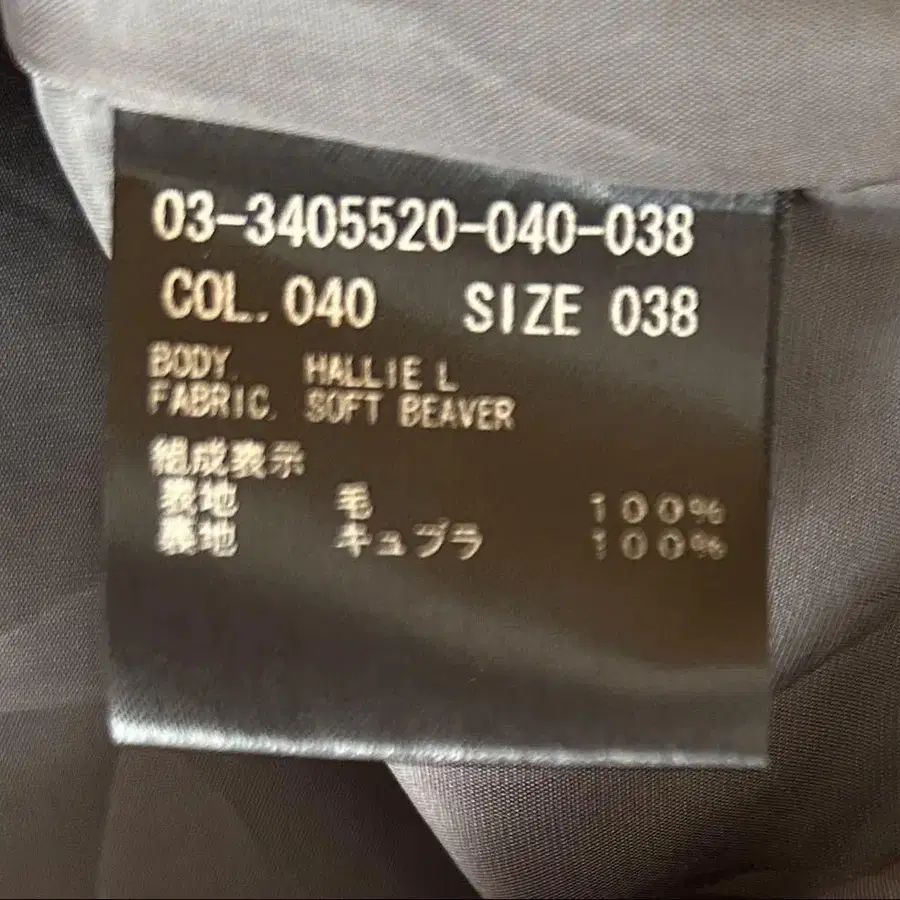 03-3405520-040-038
COL. 040 SIZE 038
BODY. HALLIE L
FABRIC. SOFT BEAVER
組成表示
表地 毛 100%
裏地 キュプラ 100%